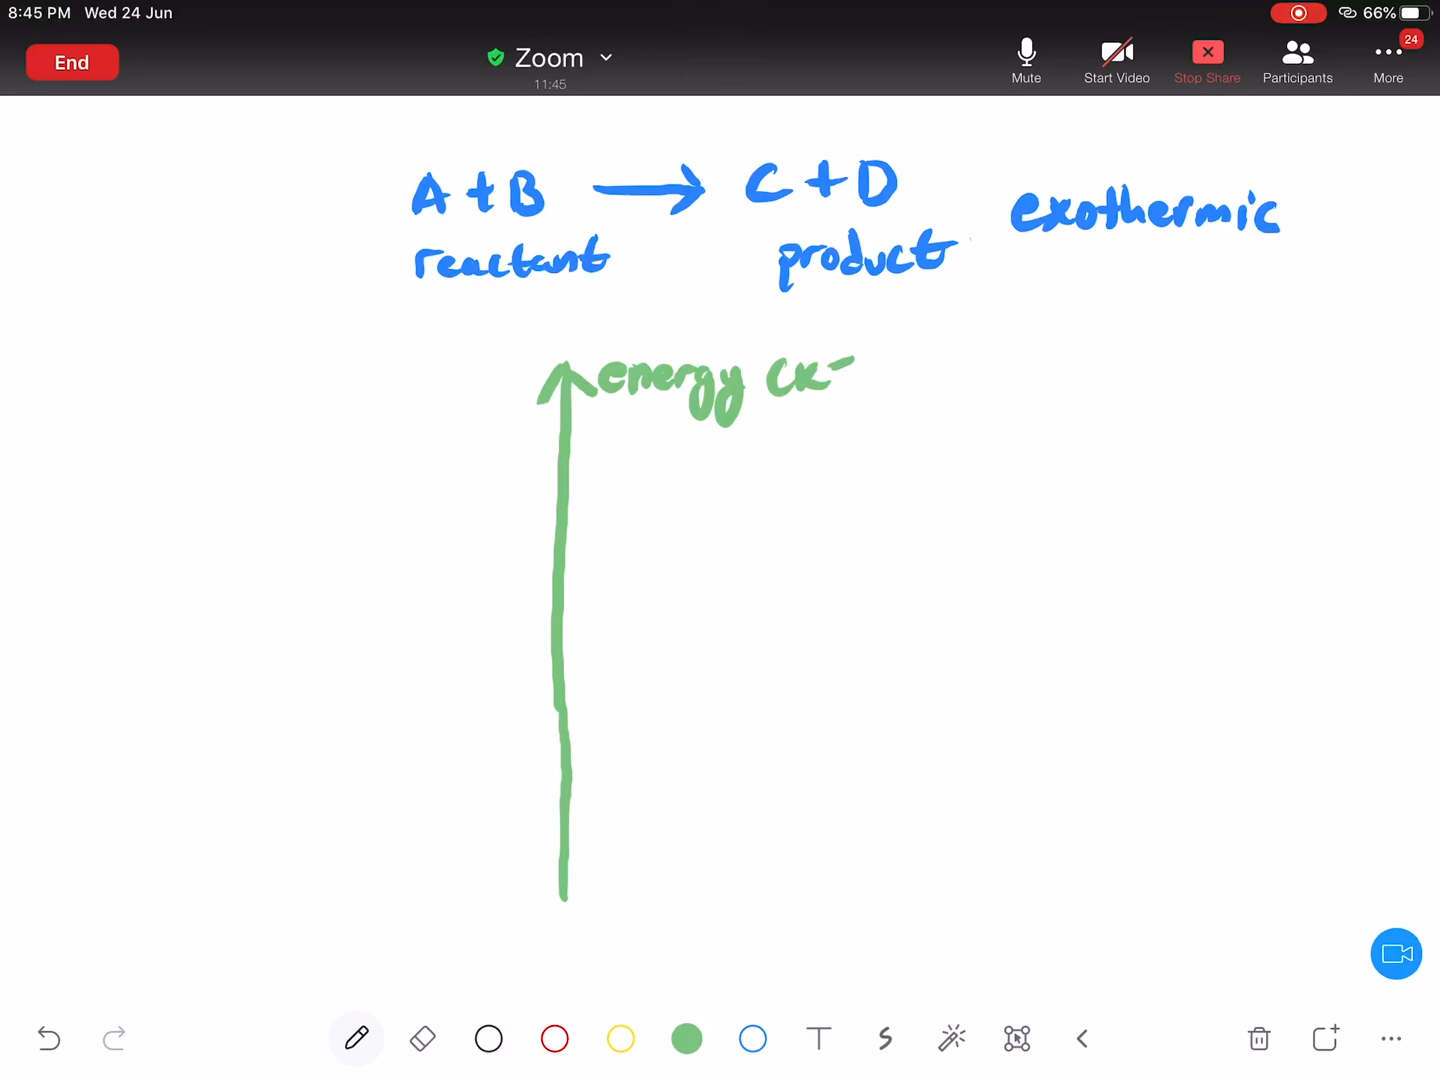 8:45 PM Wed 24 Jun
66%
End
Zoom
11:45
Mute
Start Video
Stop Share
Participants
More
24
A + B → C + D
exothermic
reactant
product
energy (K
T